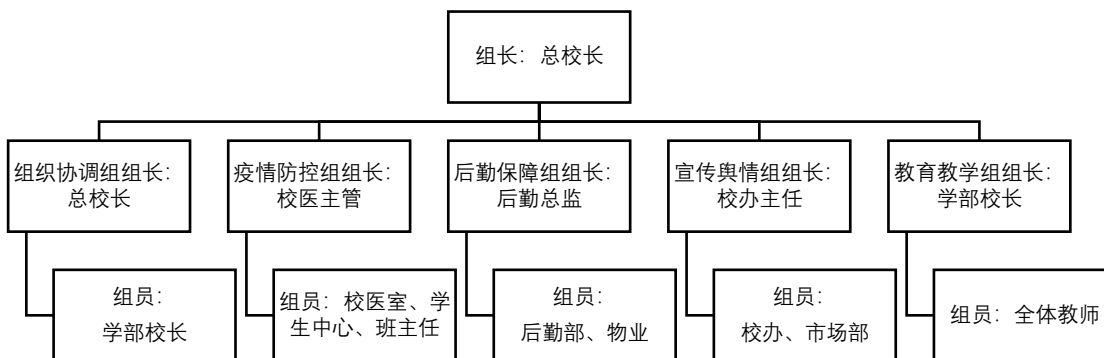 组长：总校长
组织协调组组长：
总校长
疫情防控组组长：
校医主管
后勤保障组组长：
后勤总监
宣传舆情组组长：
校办主任
教育教学组组长：
学部校长
组员：
学部校长
组员：校医室、学
生中心、班主任
组员：
后勤部、物业
组员：
校办、市场部
组员：全体教师